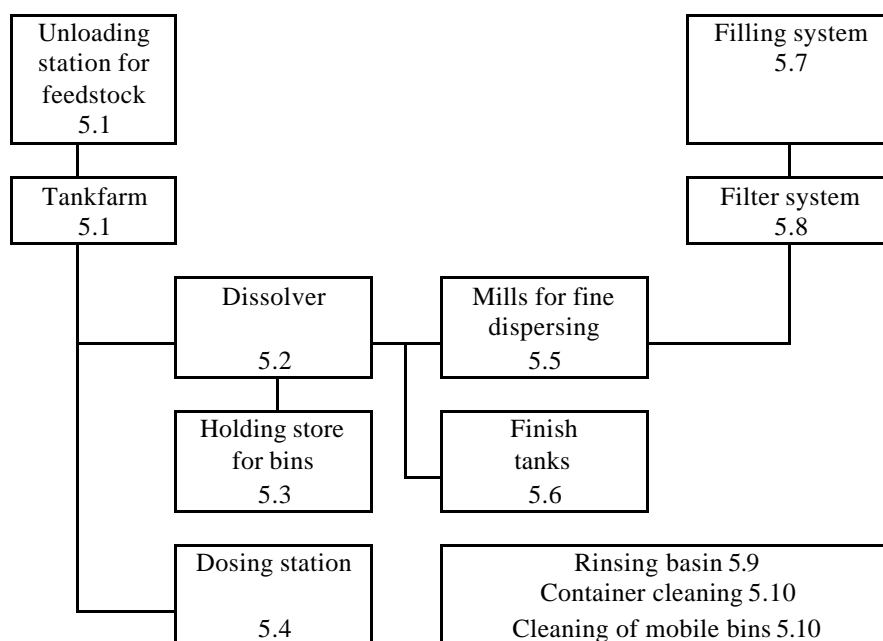 Unloading
station for
feedstock
5.1
Filling system
5.7
Tankfarm
5.1
Filter system
5.8
Dissolver
5.2
Mills for fine
dispersing
5.5
Holding store
for bins
5.3
Finish
tanks
5.6
Dosing station
5.4
Rinsing basin 5.9
Container cleaning 5.10
Cleaning of mobile bins 5.10